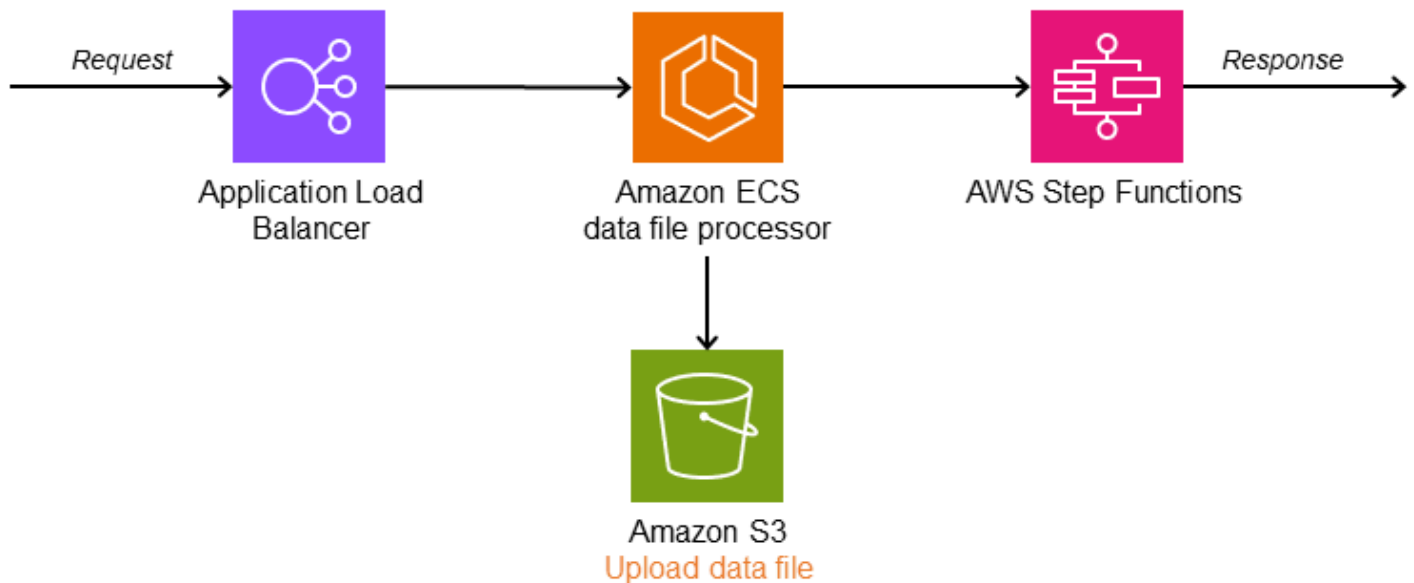 Request
Response
Application Load
Balancer
Amazon ECS
data file processor
AWS Step Functions
Amazon S3
Upload data file